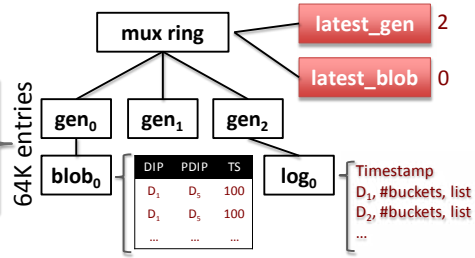 mux ring
latest_gen 2
latest_blob 0
64K entries
gen₀ gen₁ gen₂
blob₀
DIP PDIP TS
D₁ D₅ 100
D₁ D₅ 100
... ... ...
log₀
Timestamp
D₁, #buckets, list
D₂, #buckets, list
...